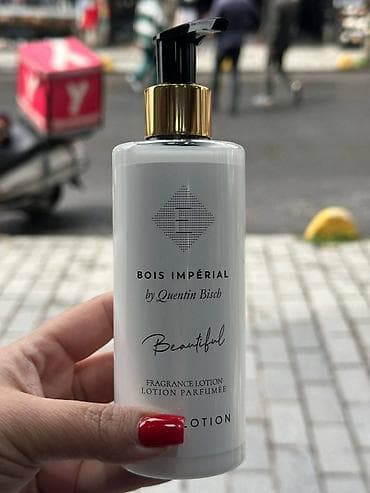 BOIS IMPÉRIAL
by Quentin Bisch
Beautiful
FRAGRANCE LOTION
LOTION PARFUMÉE
LOTION